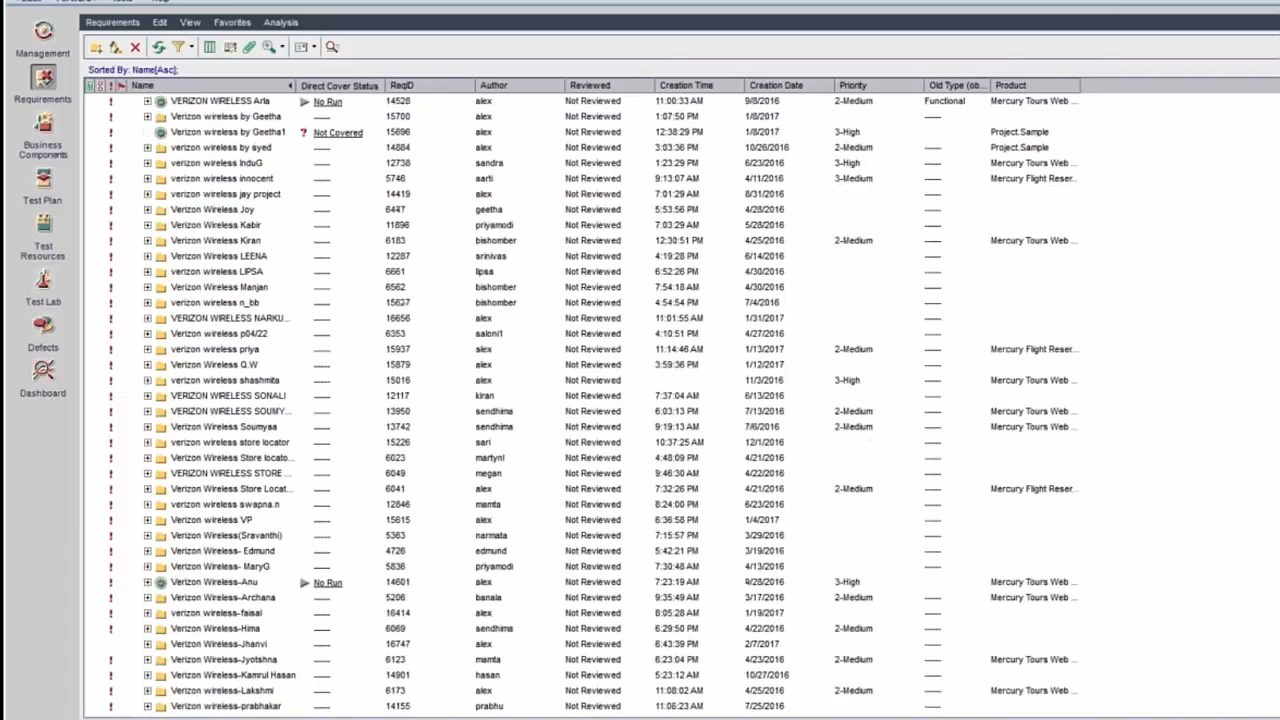 Requirements Edit View Favorites Analysis
Management
Requirements
Business
Components
Test Plan
Test
Resources
Test Lab
Defects
Dashboard
Sorted By: Name[Asc];
Name Direct Cover Status ReqID Author Reviewed Creation Time Creation Date Priority Old Type (ob... Product
! VERIZON WIRELESS Arla No Run 14528 alex Not Reviewed 11:00:33 AM 9/8/2016 2-Medium Functional Mercury Tours Web ...
! Verizon wireless by Geetha ------ 15700 alex Not Reviewed 1:07:50 PM 1/8/2017 ------
! Verizon wireless by Geetha1 ? Not Covered 15696 alex Not Reviewed 12:38:29 PM 1/8/2017 3-High Project.Sample
! verizon wireless by syed ------ 14884 alex Not Reviewed 3:03:36 PM 10/26/2016 2-Medium ------ Project.Sample
! verizon wireless InduG ------ 12738 sandra Not Reviewed 1:23:29 PM 6/23/2016 3-High ------ Mercury Tours Web ...
! verizon wireless innocent ------ 5746 aarti Not Reviewed 9:13:07 AM 4/11/2016 3-Medium ------ Mercury Flight Reser...
! verizon wireless jay project ------ 14419 alex Not Reviewed 7:01:29 AM 8/31/2016 ------
! Verizon Wireless Joy ------ 6447 geetha Not Reviewed 5:53:56 PM 4/28/2016 ------
! Verizon Wireless Kabir ------ 11896 priyamodi Not Reviewed 7:03:29 AM 5/28/2016 ------
! Verizon Wireless Kiran ------ 6183 bishomber Not Reviewed 12:30:51 PM 4/25/2016 2-Medium ------ Mercury Tours Web ...
! Verizon Wireless LEENA ------ 12287 srinivas Not Reviewed 4:19:28 PM 6/14/2016 ------
! verizon wireless LIPSA ------ 6661 lipsa Not Reviewed 6:52:26 PM 4/30/2016 ------
! Verizon Wireless Manjan ------ 6562 bishomber Not Reviewed 7:54:18 AM 4/30/2016 ------
! verizon wireless n_bb ------ 15627 bishomber Not Reviewed 4:54:54 PM 7/4/2016 ------
! VERIZON WIRELESS NARKU... ------ 16656 alex Not Reviewed 11:01:55 AM 1/31/2017 ------
! Verizon wireless p04/22 ------ 6353 saloni1 Not Reviewed 4:10:51 PM 4/27/2016 ------
! verizon wireless priya ------ 15937 alex Not Reviewed 11:14:46 AM 1/13/2017 2-Medium ------ Mercury Flight Reser...
! Verizon Wireless Q.W ------ 15879 alex Not Reviewed 3:59:36 PM 1/12/2017 ------
! verizon wireless shashmita ------ 15016 alex Not Reviewed 11/3/2016 3-High ------ Mercury Tours Web ...
! VERIZON WIRELESS SONALI ------ 12117 kiran Not Reviewed 7:37:04 AM 6/13/2016 ------
! VERIZON WIRELESS SOUMY... ------ 13950 sendhima Not Reviewed 6:03:13 PM 7/13/2016 2-Medium ------ Mercury Tours Web ...
! Verizon Wireless Soumyaa ------ 13742 sendhima Not Reviewed 9:19:13 AM 7/6/2016 2-Medium ------ Mercury Tours Web ...
! verizon wireless store locator ------ 15226 sari Not Reviewed 10:37:25 AM 12/1/2016 ------
! Verizon Wireless Store locato... ------ 6023 martynl Not Reviewed 4:48:09 PM 4/21/2016 ------
! VERIZON WIRELESS STORE ... ------ 6049 megan Not Reviewed 9:46:30 AM 4/22/2016 ------
! Verizon Wireless Store Locat... ------ 6041 alex Not Reviewed 7:32:26 PM 4/21/2016 2-Medium ------ Mercury Flight Reser...
! verizon wireless swapna.n ------ 12846 mamta Not Reviewed 8:24:00 PM 6/23/2016 ------
! Verizon wireless VP ------ 15615 alex Not Reviewed 6:36:58 PM 1/4/2017 ------
! Verizon Wireless(Sravanthi) ------ 5363 narmata Not Reviewed 7:15:57 PM 3/29/2016 ------
! Verizon Wireless- Edmund ------ 4726 edmund Not Reviewed 5:42:21 PM 3/19/2016 ------
! Verizon Wireless- MaryG ------ 5836 priyamodi Not Reviewed 7:30:48 AM 4/13/2016 ------
! Verizon Wireless-Anu No Run 14601 alex Not Reviewed 7:23:19 AM 9/28/2016 3-High Mercury Tours Web ...
! Verizon Wireless-Archana ------ 5206 banala Not Reviewed 9:35:49 AM 3/17/2016 2-Medium ------ Mercury Tours Web ...
! verizon wireless-faisal ------ 16414 alex Not Reviewed 8:05:28 AM 1/19/2017 ------
! Verizon Wireless-Hima ------ 6069 sendhima Not Reviewed 6:29:50 PM 4/22/2016 2-Medium ------ Mercury Tours Web ...
Verizon Wireless-Jhanvi ------ 16747 alex Not Reviewed 6:43:39 PM 2/7/2017 ------
! Verizon Wireless-Jyotshna ------ 6123 mamta Not Reviewed 6:23:04 PM 4/23/2016 2-Medium ------ Mercury Tours Web ...
! Verizon Wireless-Kamrul Hasan ------ 14901 hasan Not Reviewed 5:23:12 AM 10/27/2016 ------
! Verizon Wireless-Lakshmi ------ 6173 alex Not Reviewed 11:08:02 AM 4/25/2016 2-Medium ------ Mercury Tours Web ...
! Verizon wireless-prabhakar ------ 14155 prabhu Not Reviewed 11:06:23 AM 7/25/2016 ------